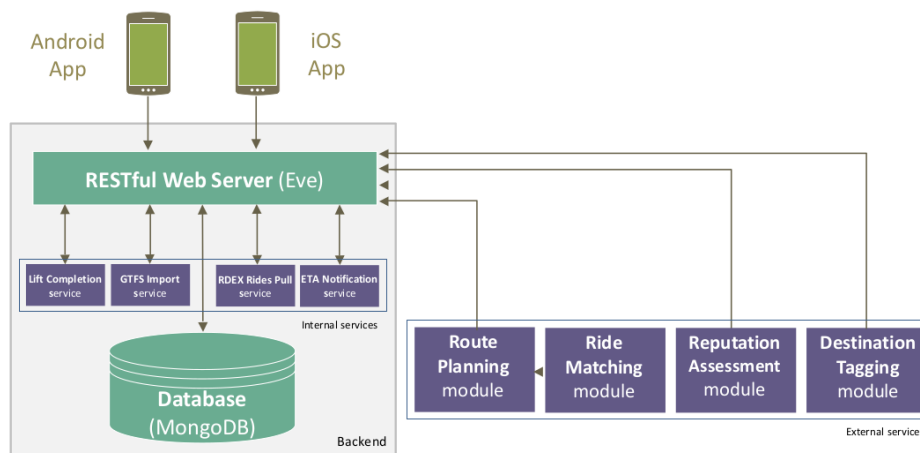 Android
App
iOS
App
RESTful Web Server (Eve)
Lift Completion
service
GTFS Import
service
RDEX Rides Pull
service
ETA Notification
service
Internal services
Database
(MongoDB)
Backend
Route
Planning
module
Ride
Matching
module
Reputation
Assessment
module
Destination
Tagging
module
External service